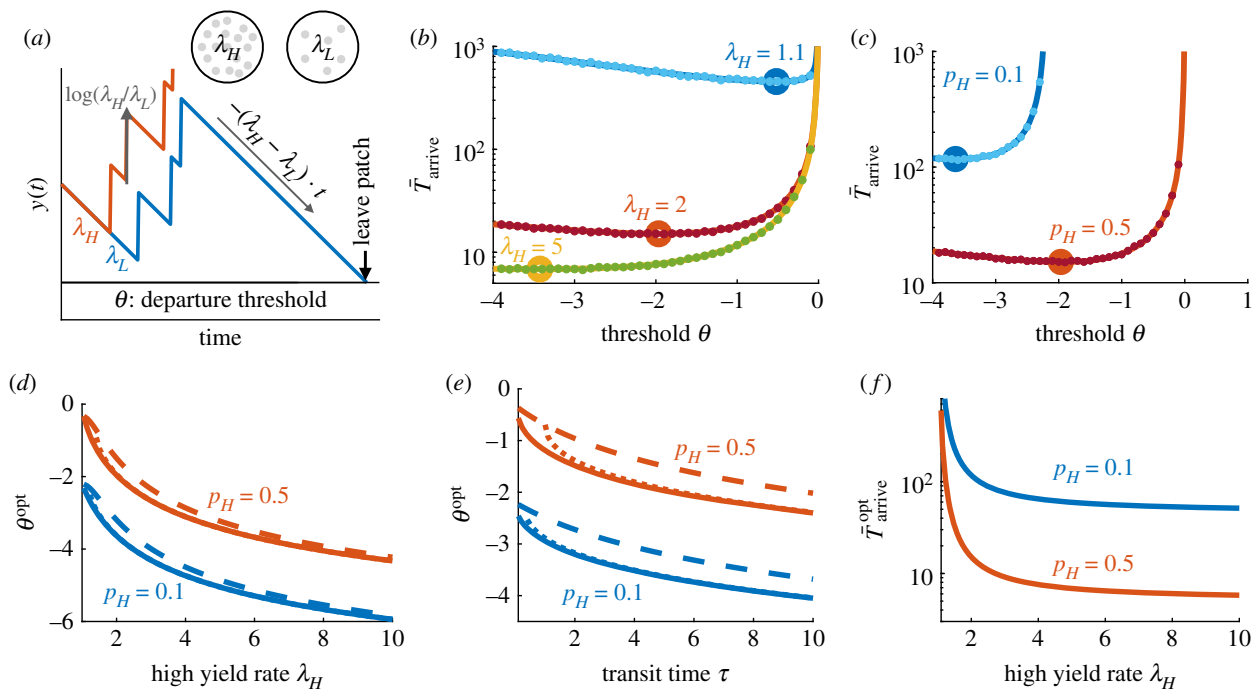 (a)
λH
λL
log(λH/λL)
−(λH − λL) · t
leave patch
y(t)
λH
λL
θ: departure threshold
time
(b)
10³
10²
10
T̄arrive
λH = 1.1
λH = 2
λH = 5
−4 −3 −2 −1 0
threshold θ
(c)
10³
10²
10
T̄arrive
pH = 0.1
pH = 0.5
−4 −3 −2 −1 0 1
threshold θ
(d)
0
−2
−4
−6
θopt
pH = 0.5
pH = 0.1
2 4 6 8 10
high yield rate λH
(e)
0
−1
−2
−3
−4
θopt
pH = 0.5
pH = 0.1
2 4 6 8 10
transit time τ
(f)
10²
10
T̄optarrive
pH = 0.1
pH = 0.5
2 4 6 8 10
high yield rate λH